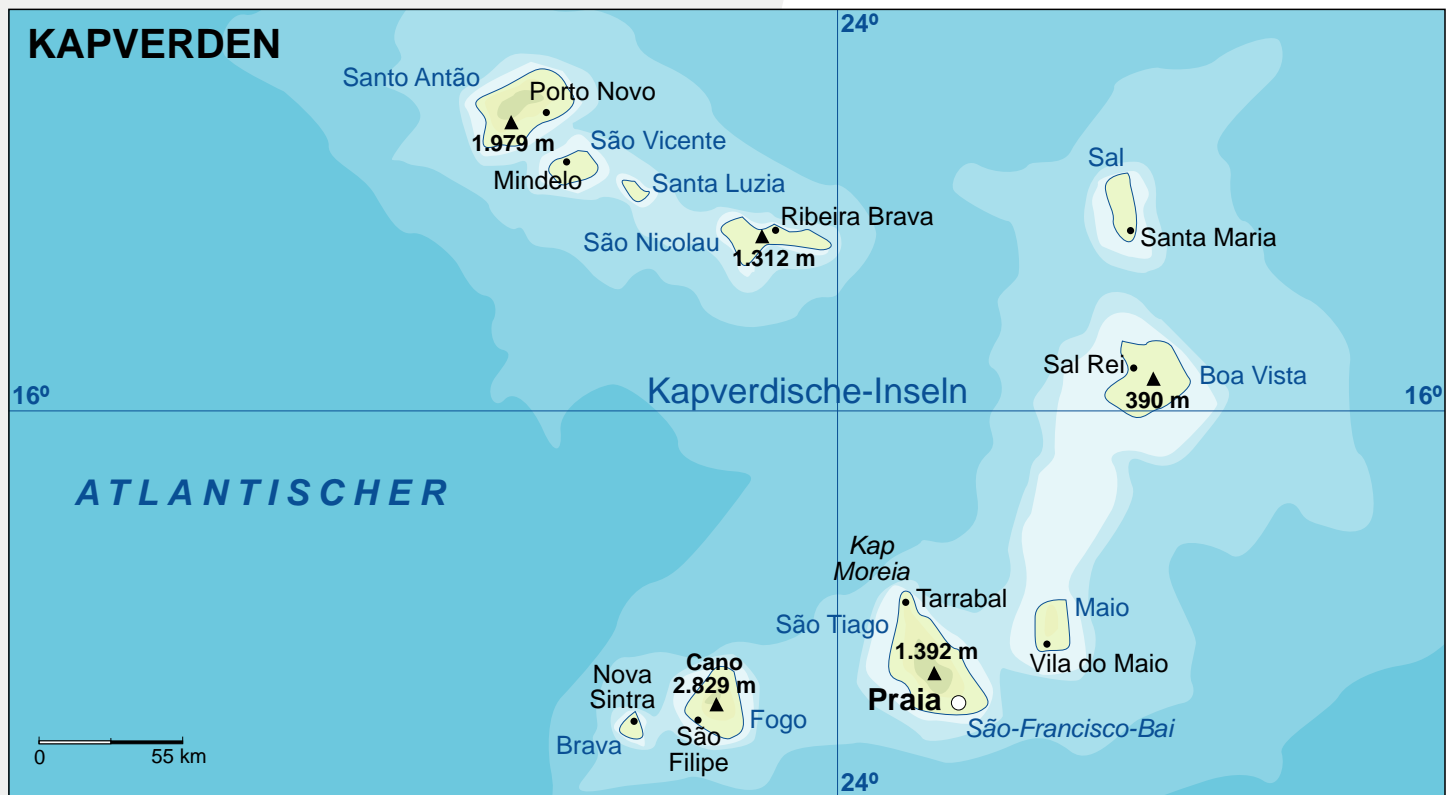 KAPVERDEN
24º
Santo Antão
Porto Novo
1.979 m
São Vicente
Mindelo
Santa Luzia
Sal
Ribeira Brava
São Nicolau
1.312 m
Santa Maria
Sal Rei
Boa Vista
390 m
Kapverdische-Inseln
16º
16º
ATLANTISCHER
Kap
Moreia
Tarrabal
São Tiago
Maio
1.392 m
Vila do Maio
Cano
2.829 m
Nova
Sintra
Praia
Fogo
São-Francisco-Bai
Brava
São
Filipe
0
55 km
24º